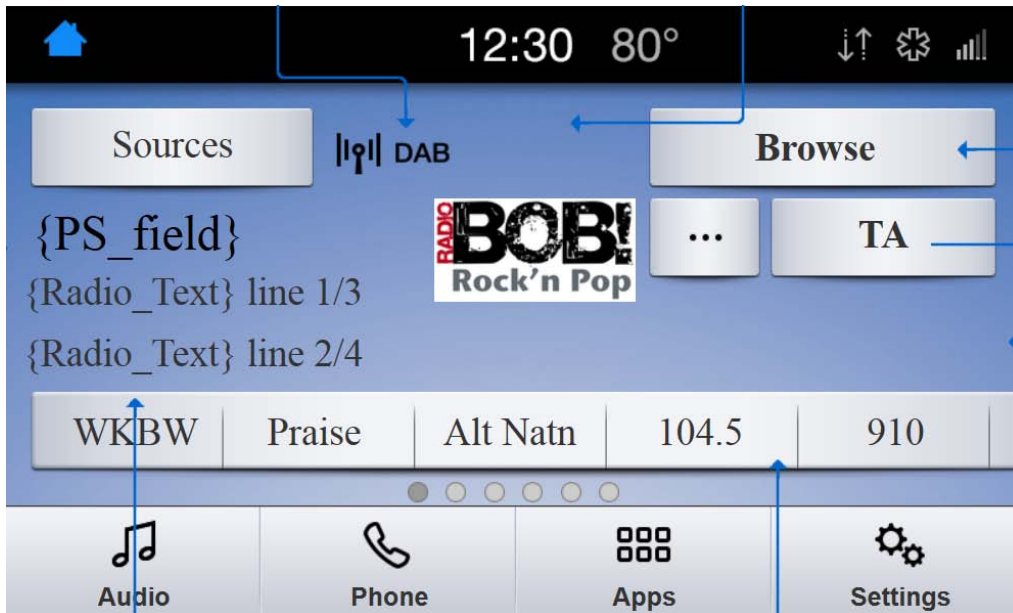 12:30 80°
Sources
DAB
Browse
{PS_field}
RADIO BOB!
Rock'n Pop
... TA
{Radio_Text} line 1/3
{Radio_Text} line 2/4
WKBW Praise Alt Natn 104.5 910
Audio Phone Apps Settings